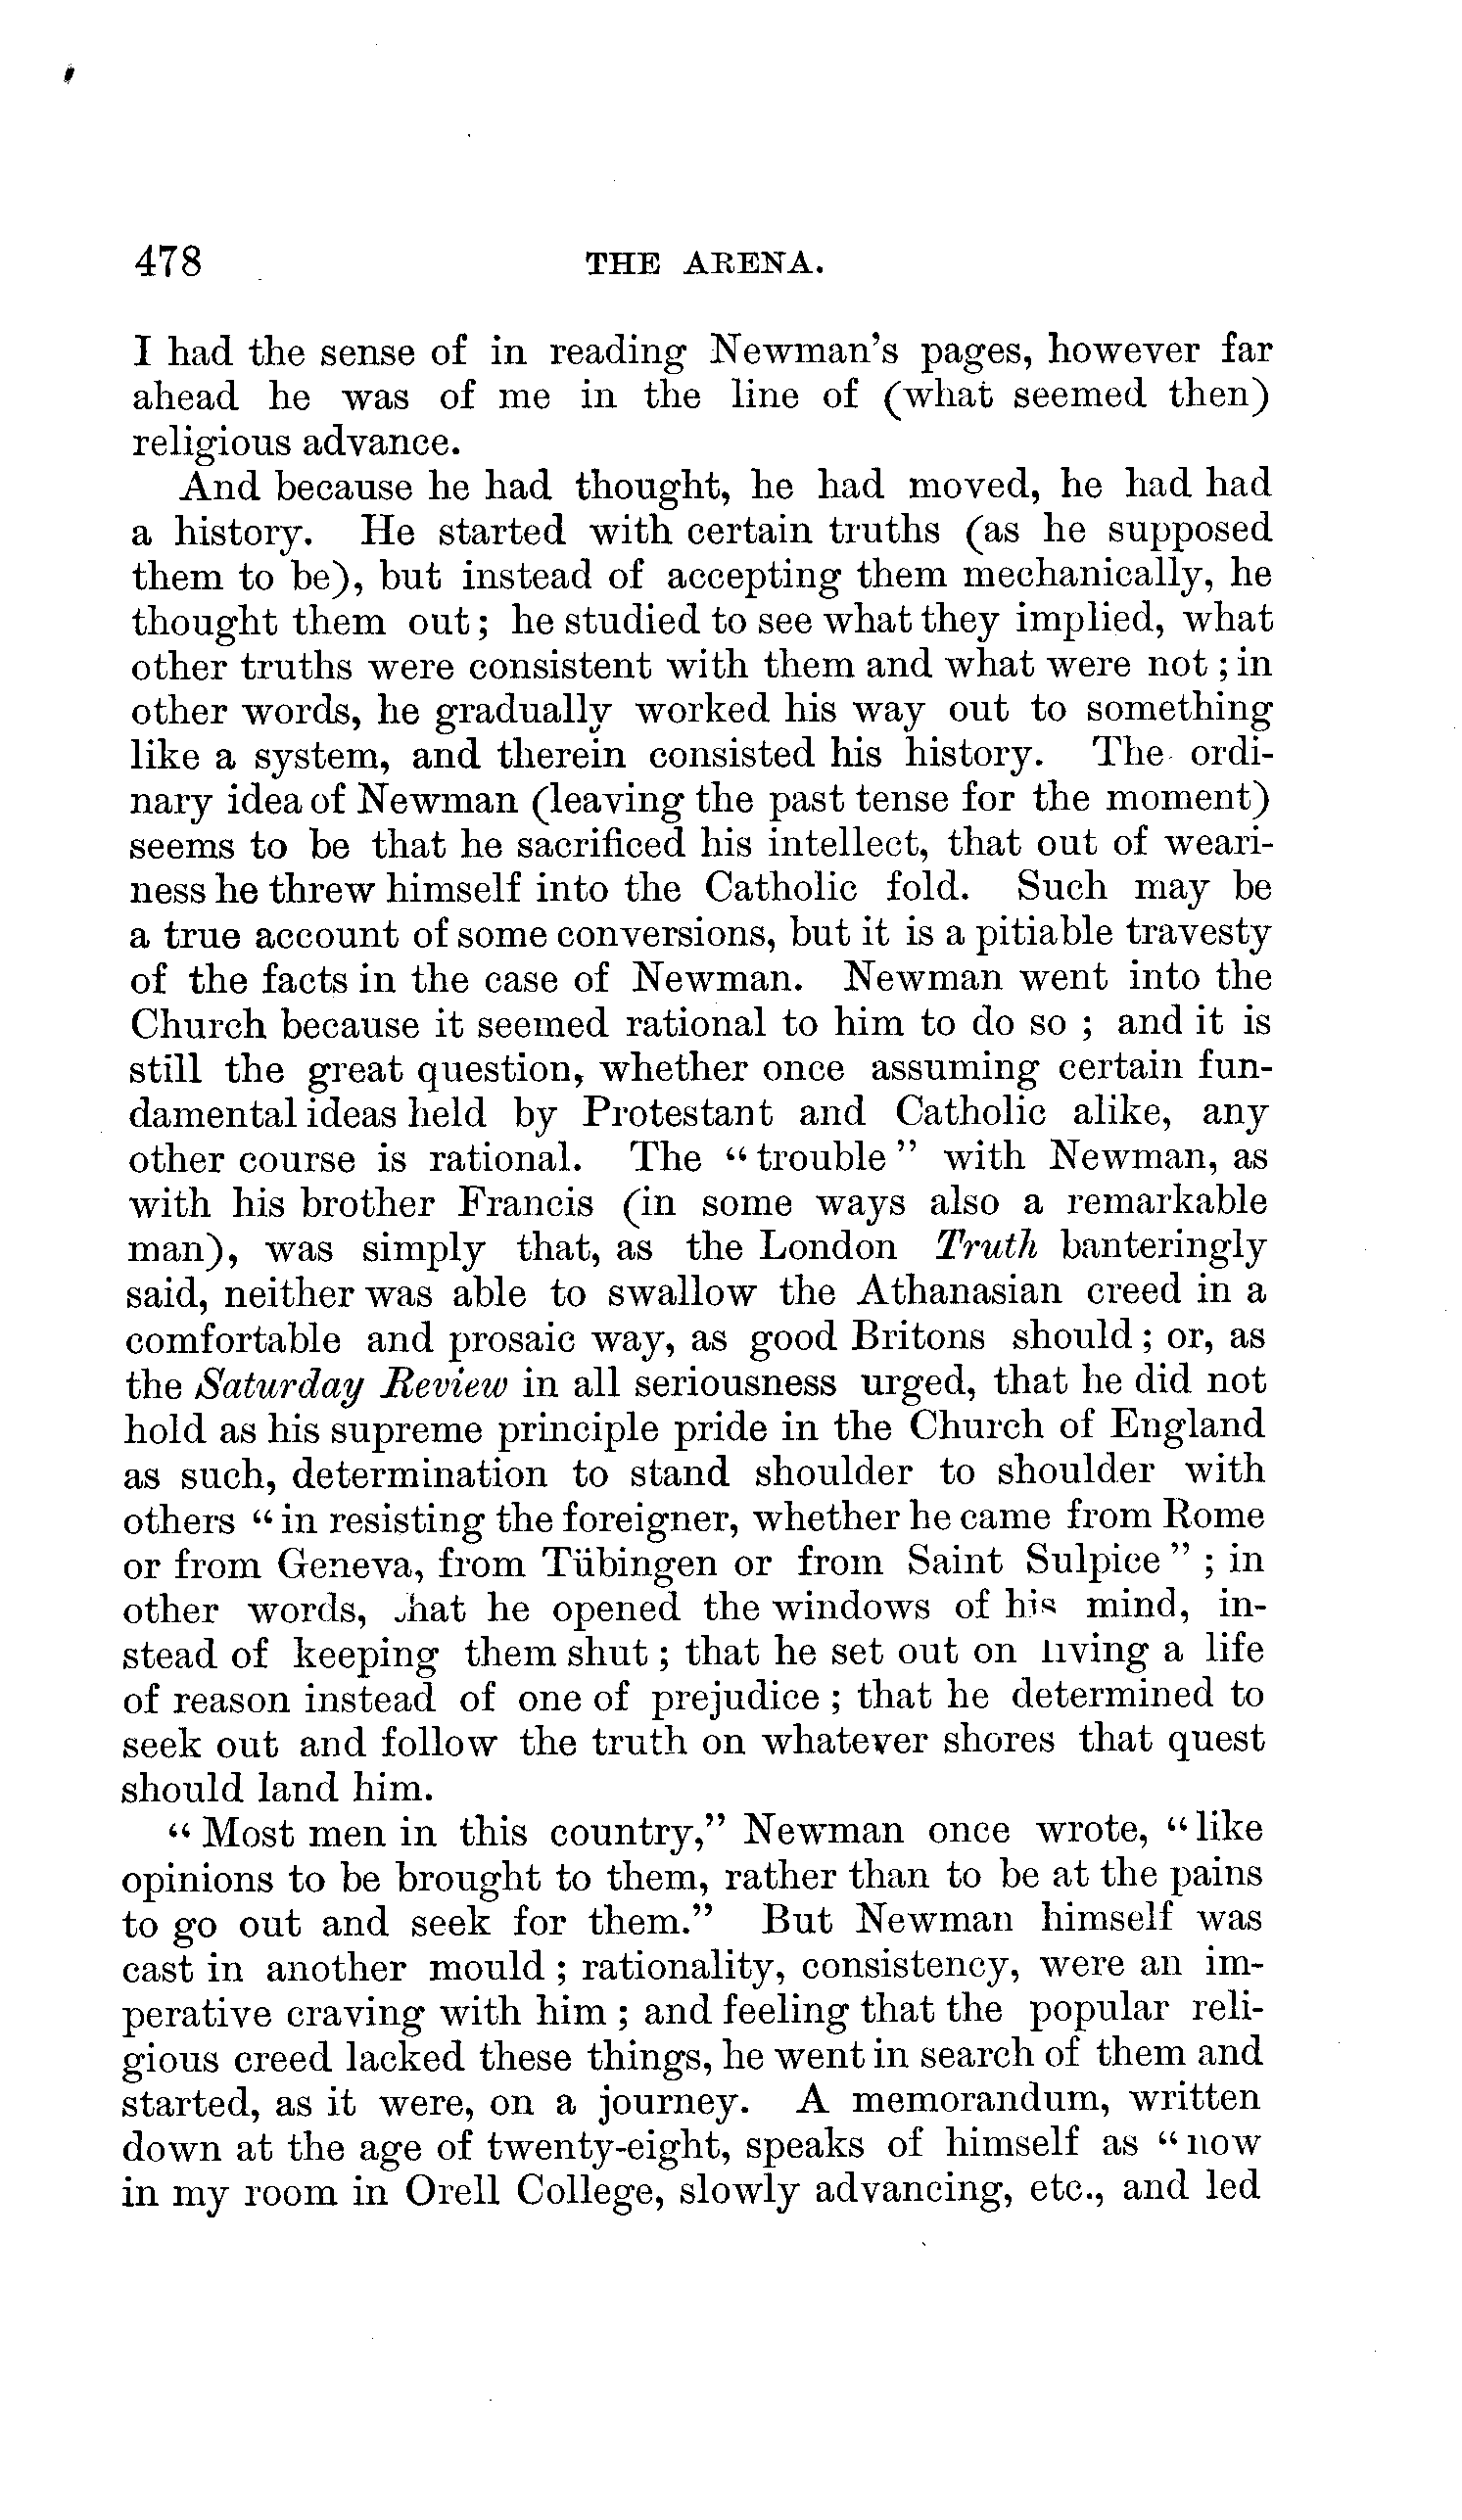 478 THE ARENA.
I had the sense of in reading Newman's pages, however far
ahead he was of me in the line of (what seemed then)
religious advance.
And because he had thought, he had moved, he had had
a history. He started with certain truths (as he supposed
them to be), but instead of accepting them mechanically, he
thought them out; he studied to see what they implied, what
other truths were consistent with them and what were not; in
other words, he gradually worked his way out to something
like a system, and therein consisted his history. The ordi-
nary idea of Newman (leaving the past tense for the moment)
seems to be that he sacrificed his intellect, that out of weari-
ness he threw himself into the Catholic fold. Such may be
a true account of some conversions, but it is a pitiable travesty
of the facts in the case of Newman. Newman went into the
Church because it seemed rational to him to do so; and it is
still the great question, whether once assuming certain fun-
damental ideas held by Protestant and Catholic alike, any
other course is rational. The "trouble" with Newman, as
with his brother Francis (in some ways also a remarkable
man), was simply that, as the London Truth banteringly
said, neither was able to swallow the Athanasian creed in a
comfortable and prosaic way, as good Britons should; or, as
the Saturday Review in all seriousness urged, that he did not
hold as his supreme principle pride in the Church of England
as such, determination to stand shoulder to shoulder with
others "in resisting the foreigner, whether he came from Rome
or from Geneva, from Tübingen or from Saint Sulpice"; in
other words, that he opened the windows of his mind, in-
stead of keeping them shut; that he set out on living a life
of reason instead of one of prejudice; that he determined to
seek out and follow the truth on whatever shores that quest
should land him.
"Most men in this country," Newman once wrote, "like
opinions to be brought to them, rather than to be at the pains
to go out and seek for them." But Newman himself was
cast in another mould; rationality, consistency, were an im-
perative craving with him; and feeling that the popular reli-
gious creed lacked these things, he went in search of them and
started, as it were, on a journey. A memorandum, written
down at the age of twenty-eight, speaks of himself as "now
in my room in Orell College, slowly advancing, etc., and led